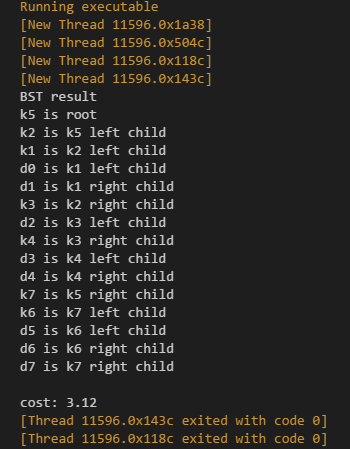 Running executable
[New Thread 11596.0x1a38]
[New Thread 11596.0x504c]
[New Thread 11596.0x118c]
[New Thread 11596.0x143c]
BST result
k5 is root
k2 is k5 left child
k1 is k2 left child
d0 is k1 left child
d1 is k1 right child
k3 is k2 right child
d2 is k3 left child
k4 is k3 right child
d3 is k4 left child
d4 is k4 right child
k7 is k5 right child
k6 is k7 left child
d5 is k6 left child
d6 is k6 right child
d7 is k7 right child
cost: 3.12
[Thread 11596.0x143c exited with code 0]
[Thread 11596.0x118c exited with code 0]